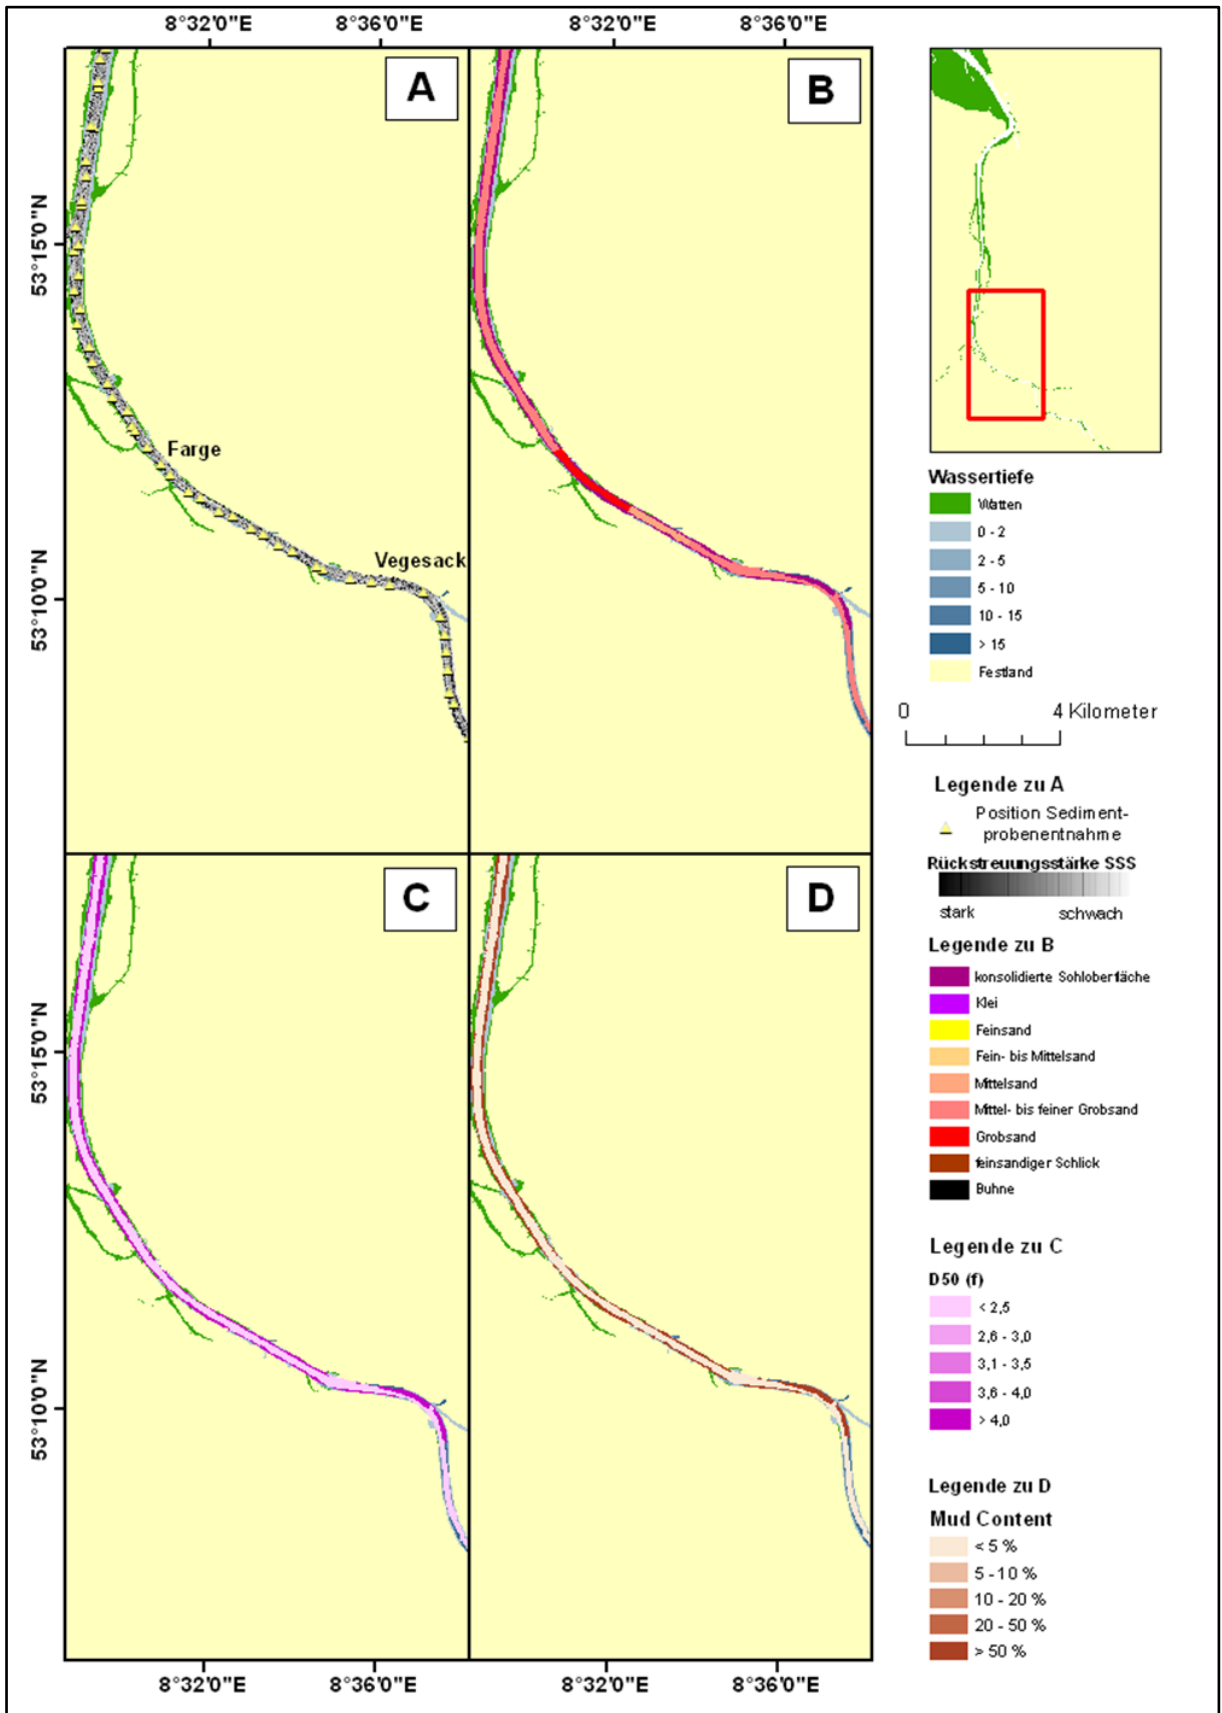 8°32'0"E
8°36'0"E
8°32'0"E
8°36'0"E
A
B
53°15'0"N
Farge
Vegesack
53°10'0"N
C
D
53°15'0"N
53°10'0"N
8°32'0"E
8°36'0"E
8°32'0"E
8°36'0"E
Wassertiefe
Watten
0 - 2
2 - 5
5 - 10
10 - 15
> 15
Festland
0
4 Kilometer
Legende zu A
Position Sediment-
probenentnahme
Rückstreuungsstärke SSS
stark
schwach
Legende zu B
konsolidierte Sohloberfläche
Klei
Feinsand
Fein- bis Mittelsand
Mittelsand
Mittel- bis feiner Grobsand
Grobsand
feinsandiger Schlick
Buhne
Legende zu C
D50 (f)
< 2,5
2,6 - 3,0
3,1 - 3,5
3,6 - 4,0
> 4,0
Legende zu D
Mud Content
< 5 %
5 - 10 %
10 - 20 %
20 - 50 %
> 50 %